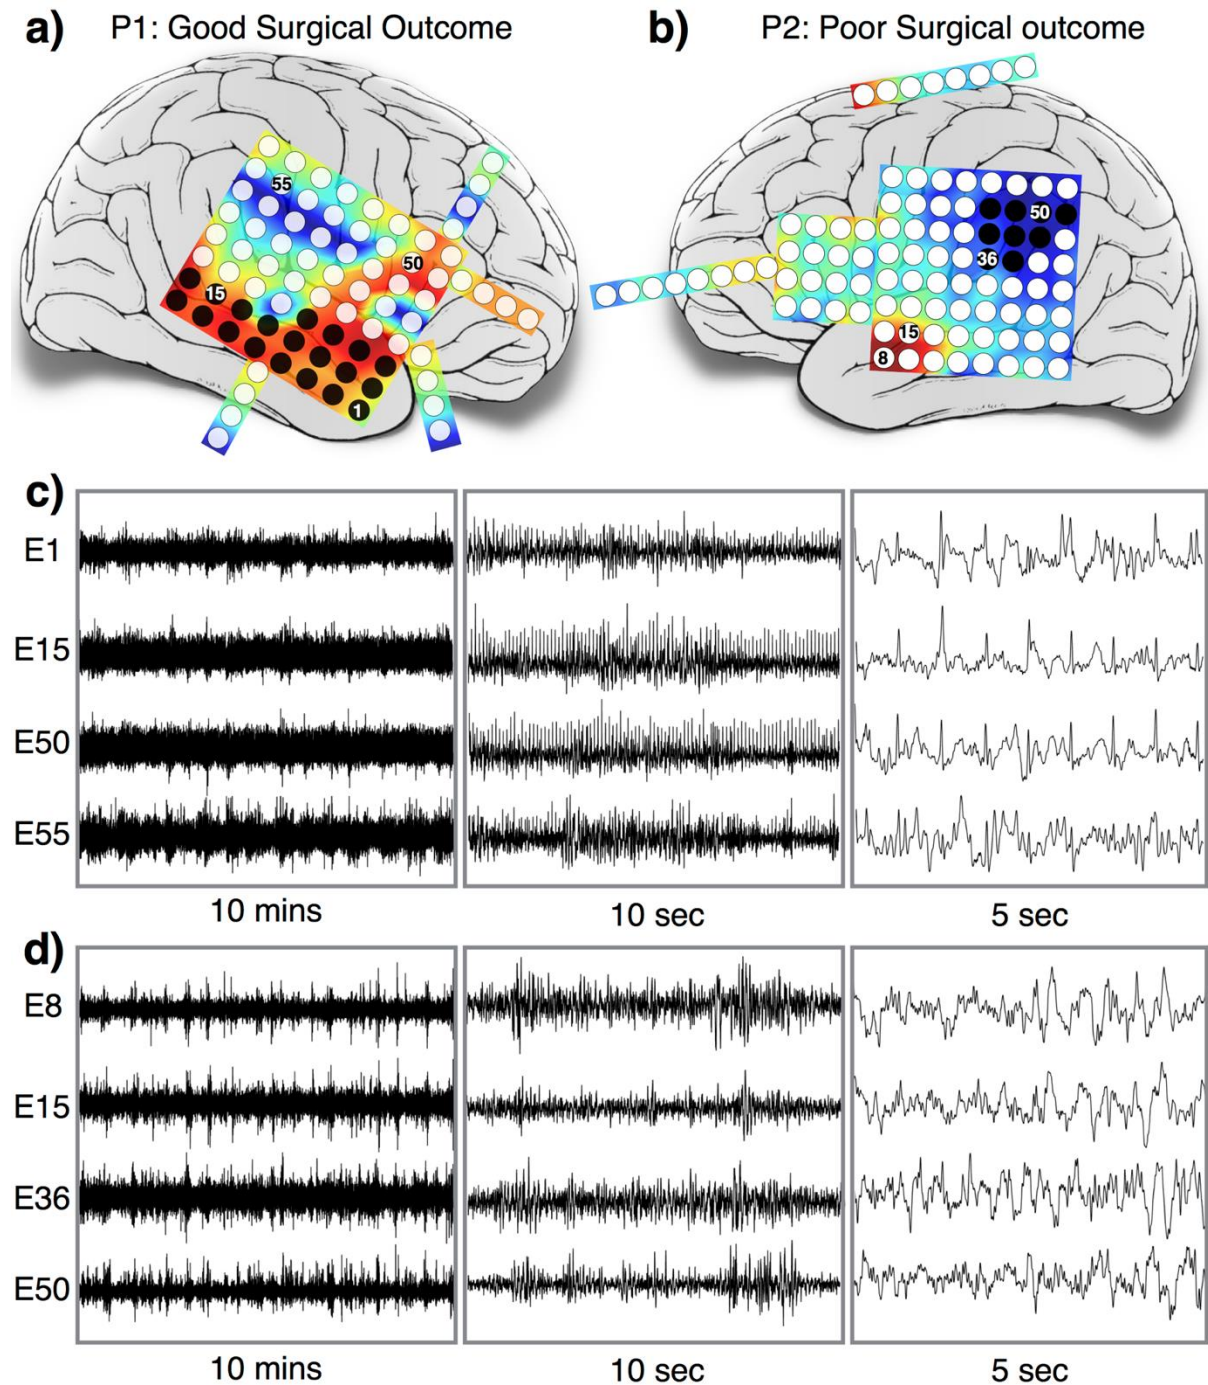 a) P1: Good Surgical Outcome
b) P2: Poor Surgical outcome
55
50
15
1
50
36
15
8
c)
E1
E15
E50
E55
10 mins
10 sec
5 sec
d)
E8
E15
E36
E50
10 mins
10 sec
5 sec